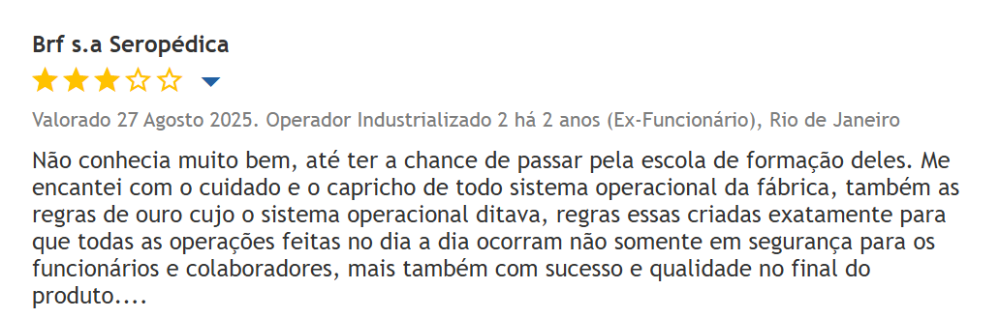 Brf s.a Seropédica
Valorado 27 Agosto 2025. Operador Industrializado 2 há 2 anos (Ex-Funcionário), Rio de Janeiro
Não conhecia muito bem, até ter a chance de passar pela escola de formação deles. Me
encantei com o cuidado e o capricho de todo sistema operacional da fábrica, também as
regras de ouro cujo o sistema operacional ditava, regras essas criadas exatamente para
que todas as operações feitas no dia a dia ocorram não somente em segurança para os
funcionários e colaboradores, mais também com sucesso e qualidade no final do
produto....